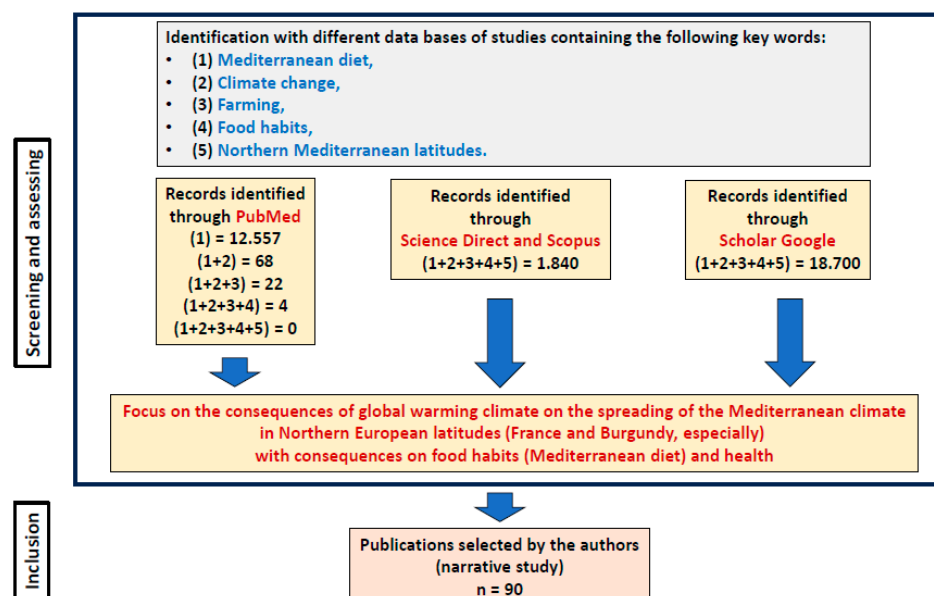 Identification with different data bases of studies containing the following key words:
• (1) Mediterranean diet,
• (2) Climate change,
• (3) Farming,
• (4) Food habits,
• (5) Northern Mediterranean latitudes.
Screening and assessing
Records identified
through PubMed
(1) = 12.557
(1+2) = 68
(1+2+3) = 22
(1+2+3+4) = 4
(1+2+3+4+5) = 0
Records identified
through
Science Direct and Scopus
(1+2+3+4+5) = 1.840
Records identified
through
Scholar Google
(1+2+3+4+5) = 18.700
Focus on the consequences of global warming climate on the spreading of the Mediterranean climate
in Northern European latitudes (France and Burgundy, especially)
with consequences on food habits (Mediterranean diet) and health
Inclusion
Publications selected by the authors
(narrative study)
n = 90